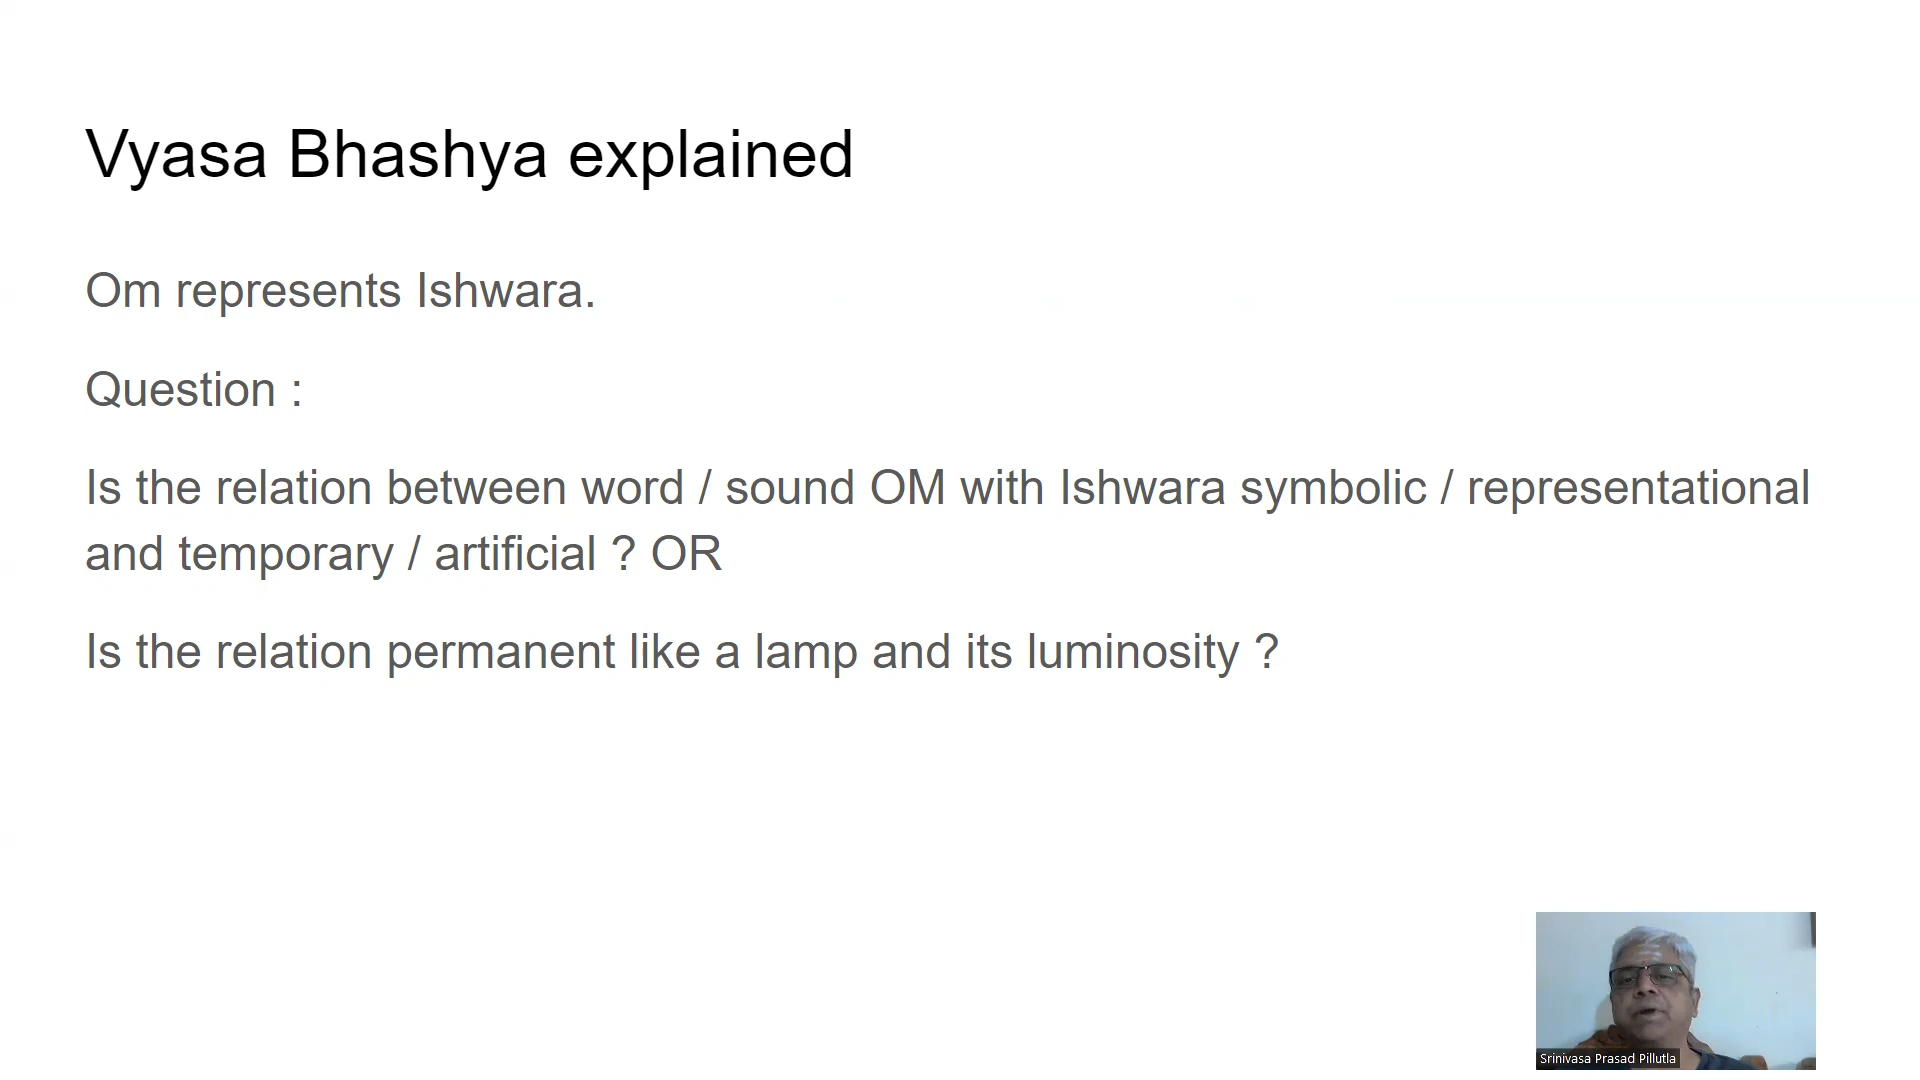 Vyasa Bhashya explained
Om represents Ishwara.
Question :
Is the relation between word / sound OM with Ishwara symbolic / representational
and temporary / artificial ? OR
Is the relation permanent like a lamp and its luminosity ?
Srinivasa Prasad Pillutla